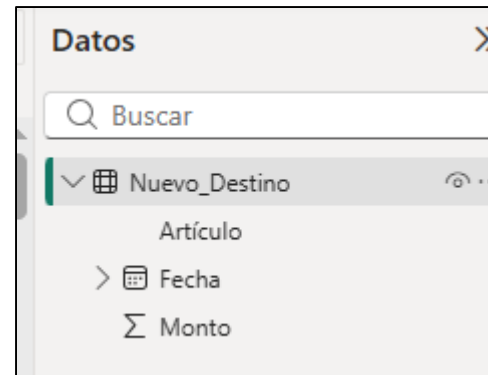 Datos
Buscar
Nuevo_Destino
Artículo
Fecha
Monto